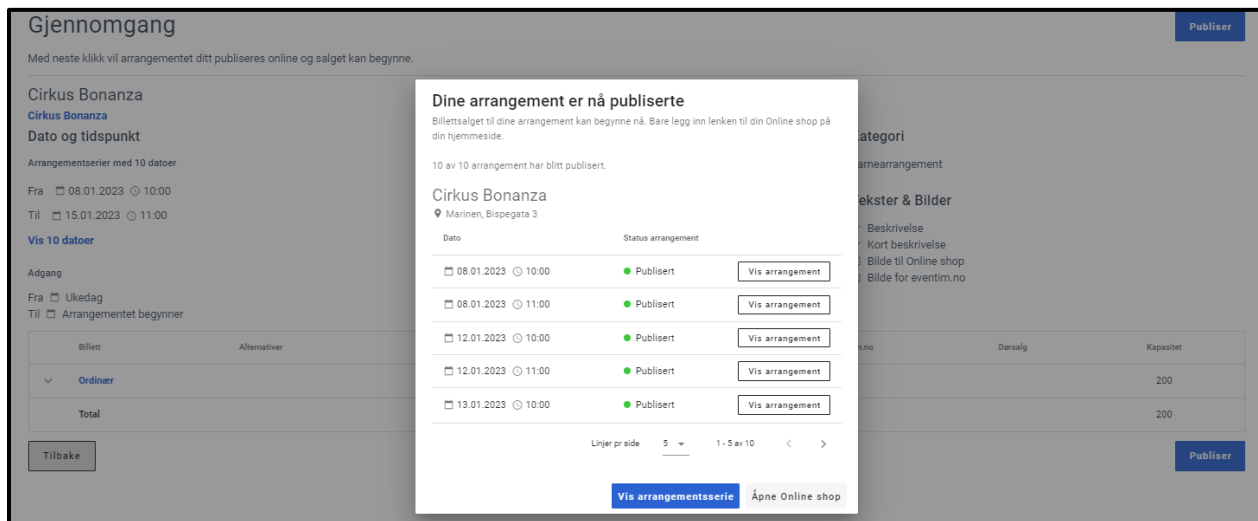 Gjennomgang
Publiser
Med neste klikk vil arrangementet ditt publiseres online og salget kan begynne.
Cirkus Bonanza
Cirkus Bonanza
Dato og tidspunkt
Arrangementserier med 10 datoer
Fra 08.01.2023 10:00
Til 15.01.2023 11:00
Vis 10 datoer
Adgang
Fra Ukedag
Til Arrangementet begynner
Billett Alternativer
Ordinær
Total
Tilbake
Dine arrangement er nå publiserte
Billettsalget til dine arrangement kan begynne nå. Bare legg inn lenken til din Online shop på
din hjemmeside.
10 av 10 arrangement har blitt publisert.
Cirkus Bonanza
Marinen, Bispegata 3
Dato Status arrangement
08.01.2023 10:00 Publisert Vis arrangement
08.01.2023 11:00 Publisert Vis arrangement
12.01.2023 10:00 Publisert Vis arrangement
12.01.2023 11:00 Publisert Vis arrangement
13.01.2023 10:00 Publisert Vis arrangement
Linjer pr side 5 1 - 5 av 10
Vis arrangementsserie Åpne Online shop
ategori
arnearrangement
ekster & Bilder
Beskrivelse
Kort beskrivelse
Bilde til Online shop
Bilde for eventim.no
m.no Dørsalg Kapasitet
200
200
Publiser